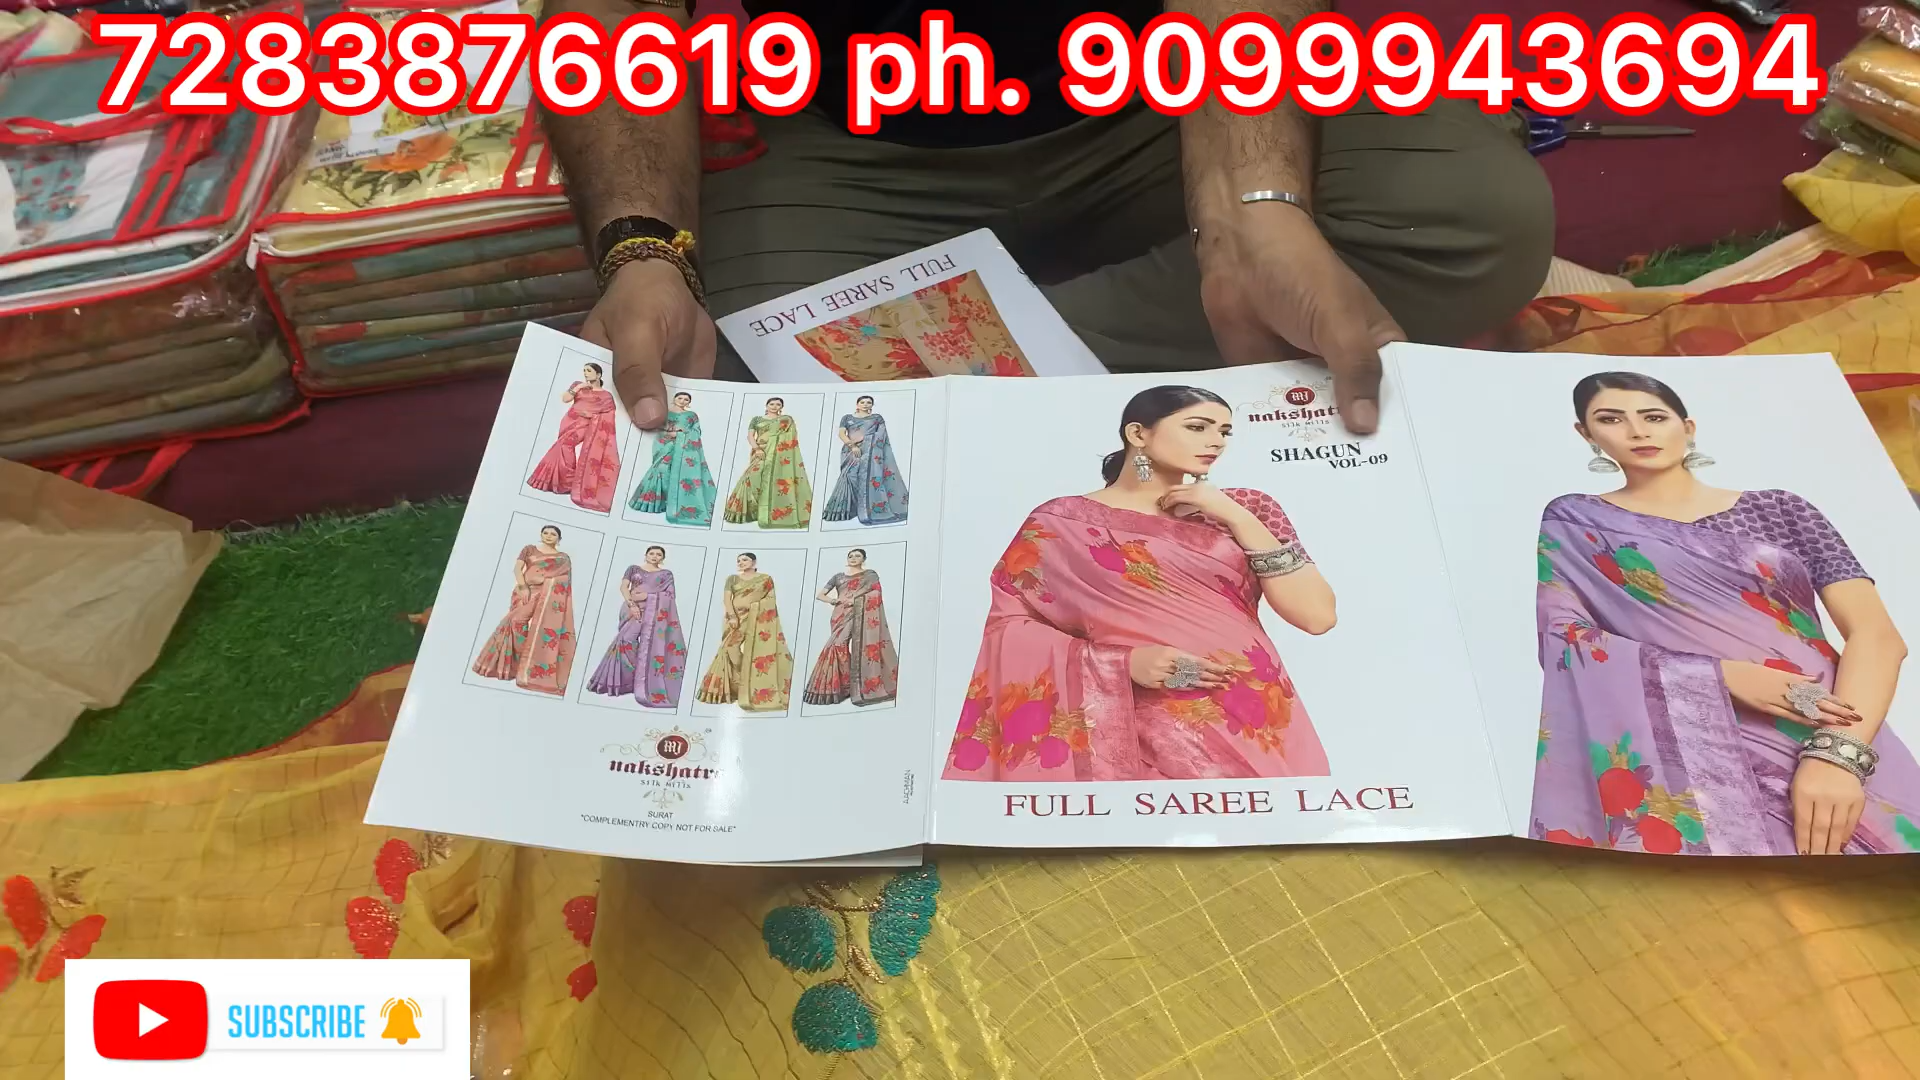 7283876619 ph. 9099943694
FULL SAREE LACE
SILK MILLS
SHAGUN
VOL-09
nakshatra
SILK MILLS
SURAT
"COMPLEMENTRY COPY NOT FOR SALE"
FULL SAREE LACE
SUBSCRIBE